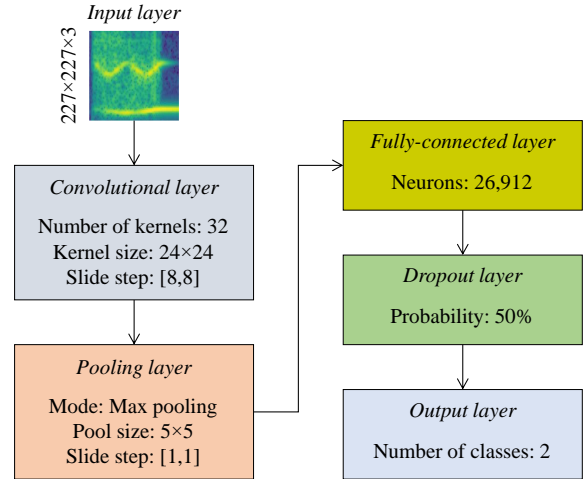 Input layer
227×227×3
Convolutional layer
Number of kernels: 32
Kernel size: 24×24
Slide step: [8,8]
Pooling layer
Mode: Max pooling
Pool size: 5×5
Slide step: [1,1]
Fully-connected layer
Neurons: 26,912
Dropout layer
Probability: 50%
Output layer
Number of classes: 2